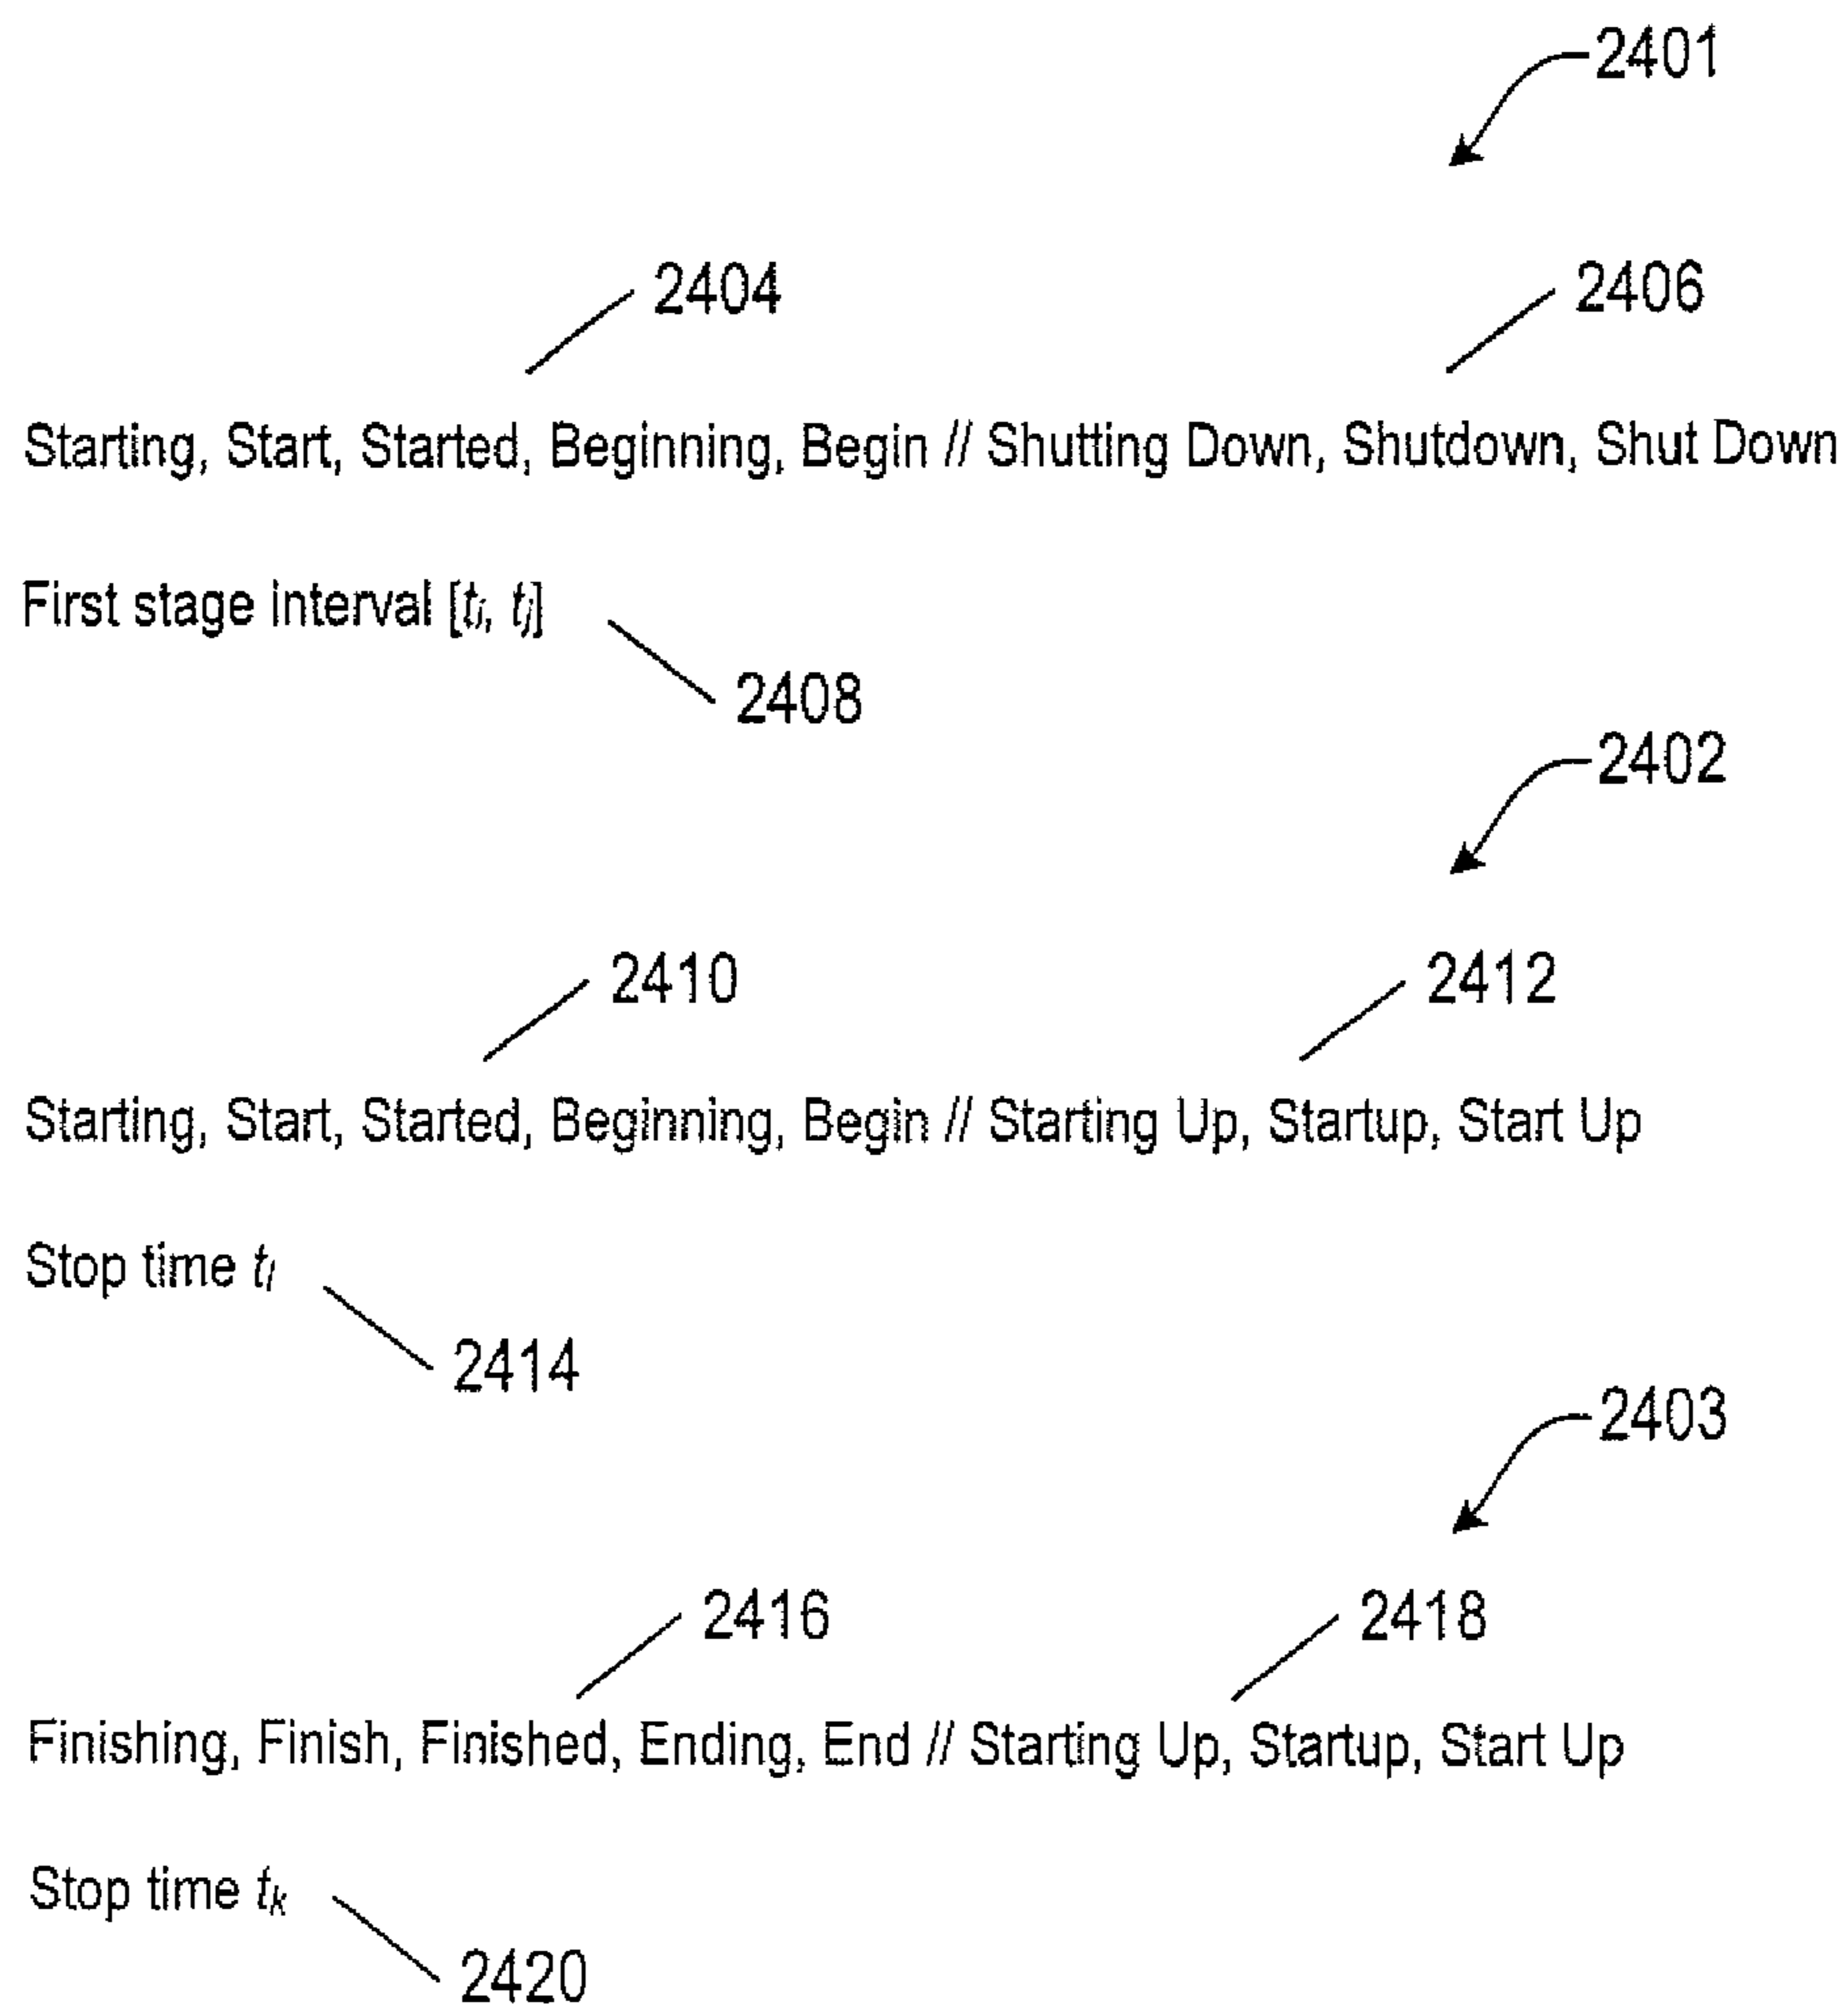 2401
2404
2406
Starting, Start, Started, Beginning, Begin // Shutting Down, Shutdown, Shut Down
First stage interval [ti, tj]
2408
2402
2410
2412
Starting, Start, Started, Beginning, Begin // Starting Up, Startup, Start Up
Stop time tl
2414
2403
2416
2418
Finishing, Finish, Finished, Ending, End // Starting Up, Startup, Start Up
Stop time tk
2420